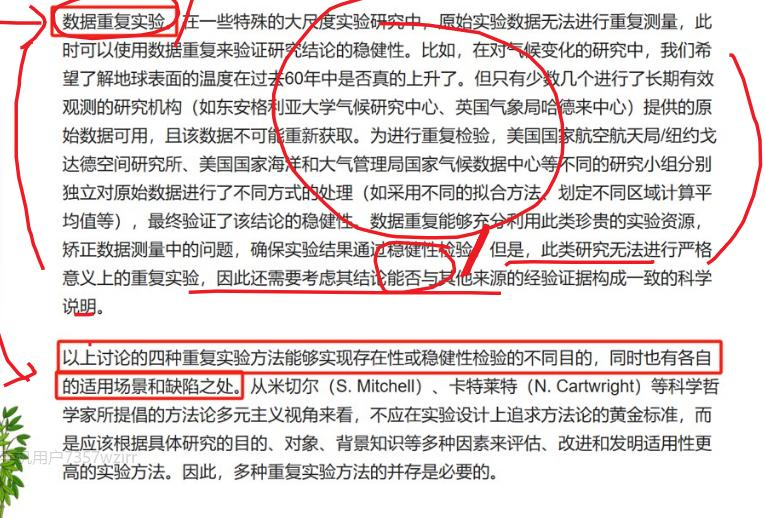 数据重复实验。在一些特殊的大尺度实验研究中，原始实验数据无法进行重复测量，此
时可以使用数据重复来验证研究结论的稳健性。比如，在对气候变化的研究中，我们希
望了解地球表面的温度在过去60年中是否真的上升了。但只有少数几个进行了长期有效
观测的研究机构（如东安格利亚大学气候研究中心、英国气象局哈德来中心）提供的原
始数据可用，且该数据不可能重新获取。为进行重复检验，美国国家航空航天局/纽约戈
达德空间研究所、美国国家海洋和大气管理局国家气候数据中心等不同的研究小组分别
独立对原始数据进行了不同方式的处理（如采用不同的拟合方法、划定不同区域计算平
均值等），最终验证了该结论的稳健性。数据重复能够充分利用此类珍贵的实验资源，
矫正数据测量中的问题，确保实验结果通过稳健性检验。但是，此类研究无法进行严格
意义上的重复实验，因此还需要考虑其结论能否与其他来源的经验证据构成一致的科学
说明。
以上讨论的四种重复实验方法能够实现存在性或稳健性检验的不同目的，同时也有各自
的适用场景和缺陷之处。从米切尔（S. Mitchell）、卡特莱特（N. Cartwright）等科学哲
学家所提倡的方法论多元主义视角来看，不应在实验设计上追求方法论的黄金标准，而
是应该根据具体研究的目的、对象、背景知识等多种因素来评估、改进和发明适用性更
高的实验方法。因此，多种重复实验方法的并存是必要的。
用户7357wzirr